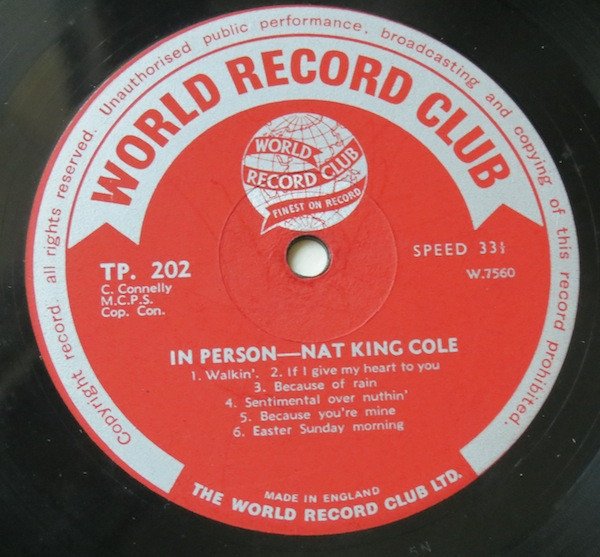 Copyright record. all rights reserved. Unauthorised public performance, broadcasting and copying of this record prohibited.
WORLD RECORD CLUB
WORLD
RECORD CLUB
FINEST ON RECORD
TP. 202
C. Connelly
M.C.P.S.
Cop. Con.
SPEED 33⅓
W.7560
IN PERSON—NAT KING COLE
1. Walkin'. 2. If I give my heart to you
3. Because of rain
4. Sentimental over nuthin'
5. Because you're mine
6. Easter Sunday morning
MADE IN ENGLAND
THE WORLD RECORD CLUB LTD.